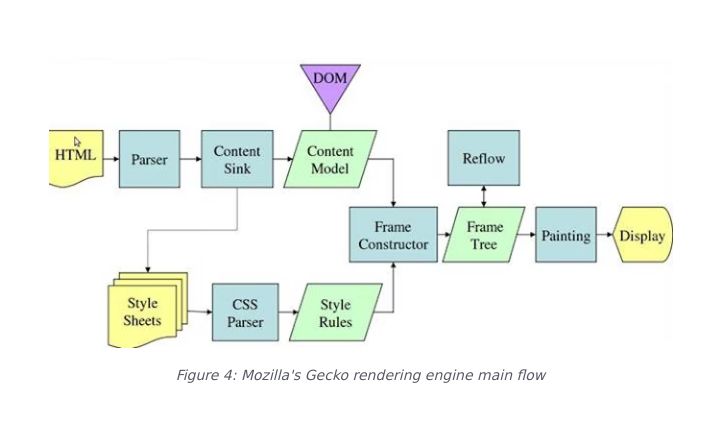 DOM
HTML
Parser
Content
Sink
Content
Model
Reflow
Frame
Constructor
Frame
Tree
Painting
Display
Style
Sheets
CSS
Parser
Style
Rules
Figure 4: Mozilla's Gecko rendering engine main flow